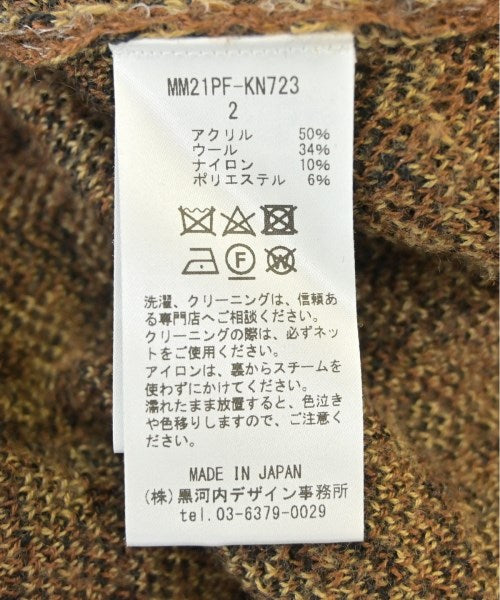 MM21PF-KN723
2
アクリル 50%
ウール 34%
ナイロン 10%
ポリエステル 6%
F W
洗濯、クリーニングは、信頼あ
る専門店へご相談ください。
クリーニングの際は、必ずネッ
トをご使用ください。
アイロンは、裏からスチームを
使わずにかけてください。
濡れたまま放置すると、色泣き
や色移りしますので、ご注意く
ださい。
MADE IN JAPAN
(株)黒河内デザイン事務所
tel.03-6379-0029